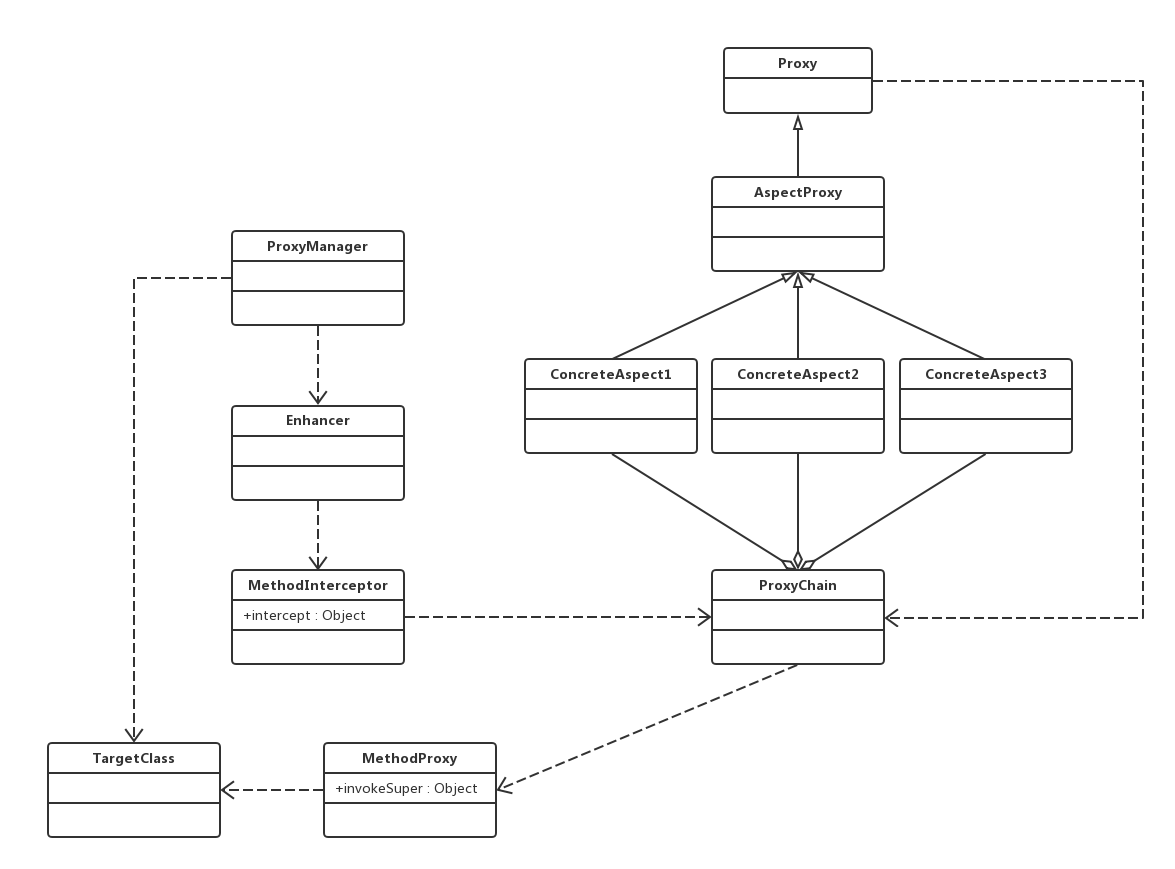 Proxy
AspectProxy
ProxyManager
ConcreteAspect1
ConcreteAspect2
ConcreteAspect3
Enhancer
MethodInterceptor
+intercept : Object
ProxyChain
TargetClass
MethodProxy
+invokeSuper : Object